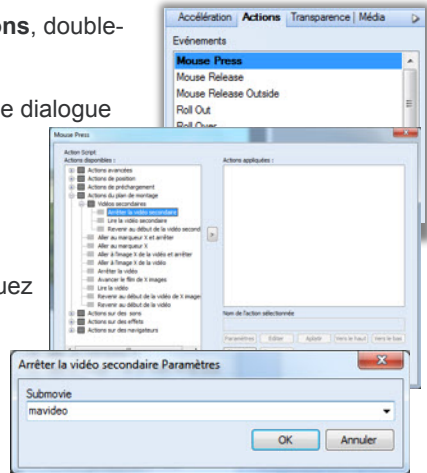 ons, double-
e dialogue
uez
Accélération Actions Transparence Média
Evénements
Mouse Press
Mouse Release
Mouse Release Outside
Roll Out
Roll Over
Mouse Press
Action Script
Actions disponibles :
Actions avancées
Actions de position
Actions de préchargement
Actions du plan de montage
Vidéos secondaires
Arrêter la vidéo secondaire
Lire la vidéo secondaire
Revenir au début de la vidéo second
Aller au marqueur X et arrêter
Aller au marqueur X
Aller à l'image X de la vidéo et arrêter
Aller à l'image X de la vidéo
Arrêter la vidéo
Avancer le film de X images
Lire la vidéo
Revenir au début de la vidéo de X image
Revenir au début de la vidéo
Actions sur des sons
Actions sur des effets
Actions sur des navigateurs
Actions appliquées :
Nom de l'action sélectionnée
Paramètres Editer Aplatir Vers le haut Vers le bas
Arrêter la vidéo secondaire Paramètres
Submovie
mavideo
OK Annuler